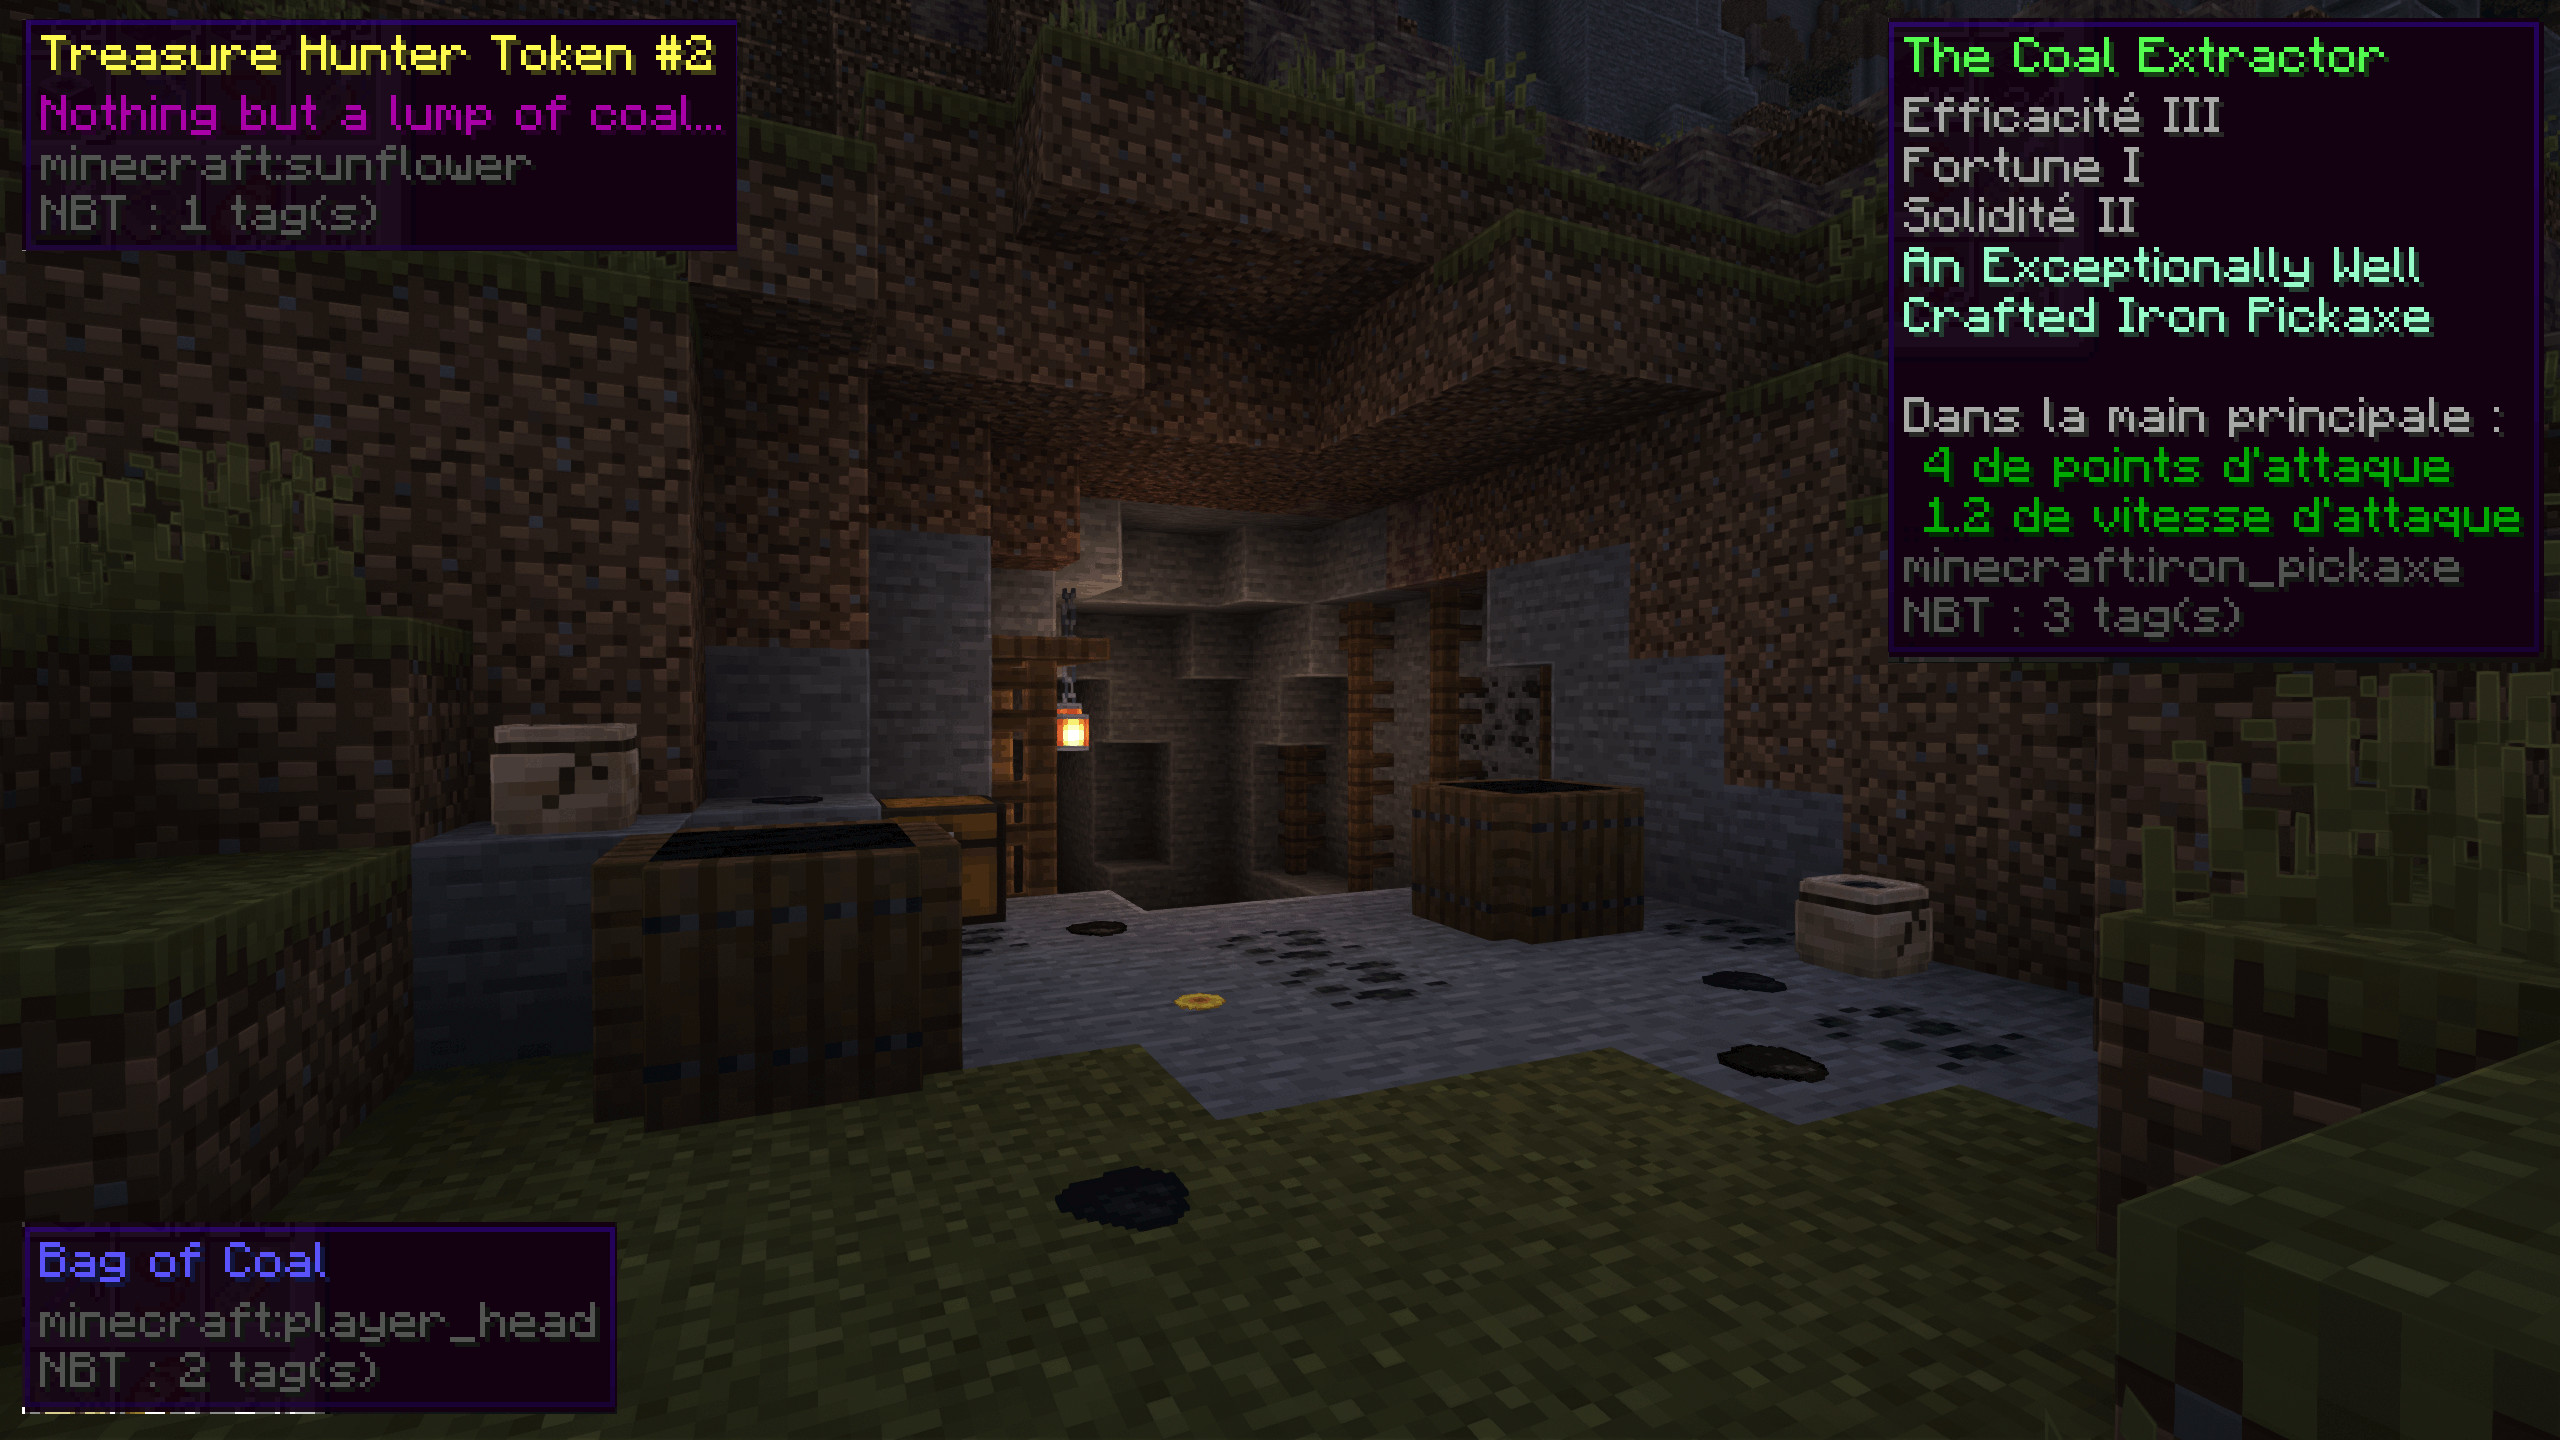 Treasure Hunter Token #2
Nothing but a lump of coal...
minecraft:sunflower
NBT : 1 tag(s)
The Coal Extractor
Efficacité III
Fortune I
Solidité II
An Exceptionally Well
Crafted Iron Pickaxe
Dans la main principale :
4 de points d'attaque
1.2 de vitesse d'attaque
minecraft:iron_pickaxe
NBT : 3 tag(s)
Bag of Coal
minecraft:player_head
NBT : 2 tag(s)